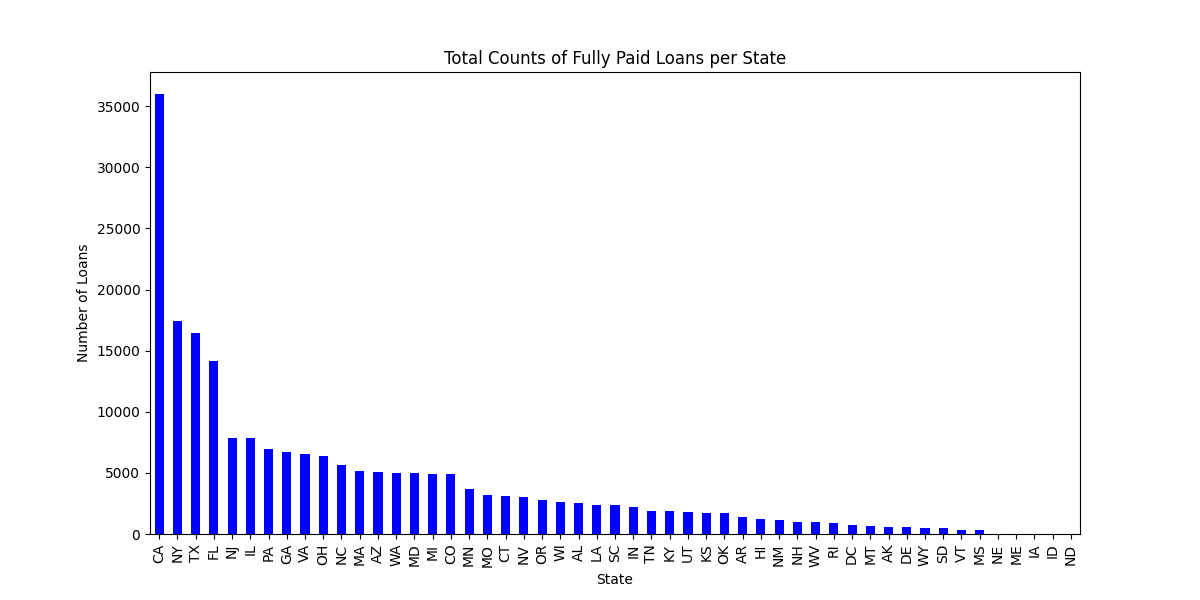 Total Counts of Fully Paid Loans per State
35000
30000
25000
20000
15000
10000
5000
0
Number of Loans
CA NY TX FL NJ IL PA GA VA OH NC MA AZ WA MD MI CO MN MO CT NV OR WI AL LA SC IN TN KY UT KS OK AR HI NM NH WV RI DC MT AK DE WY SD VT MS NE ME IA ID ND
State